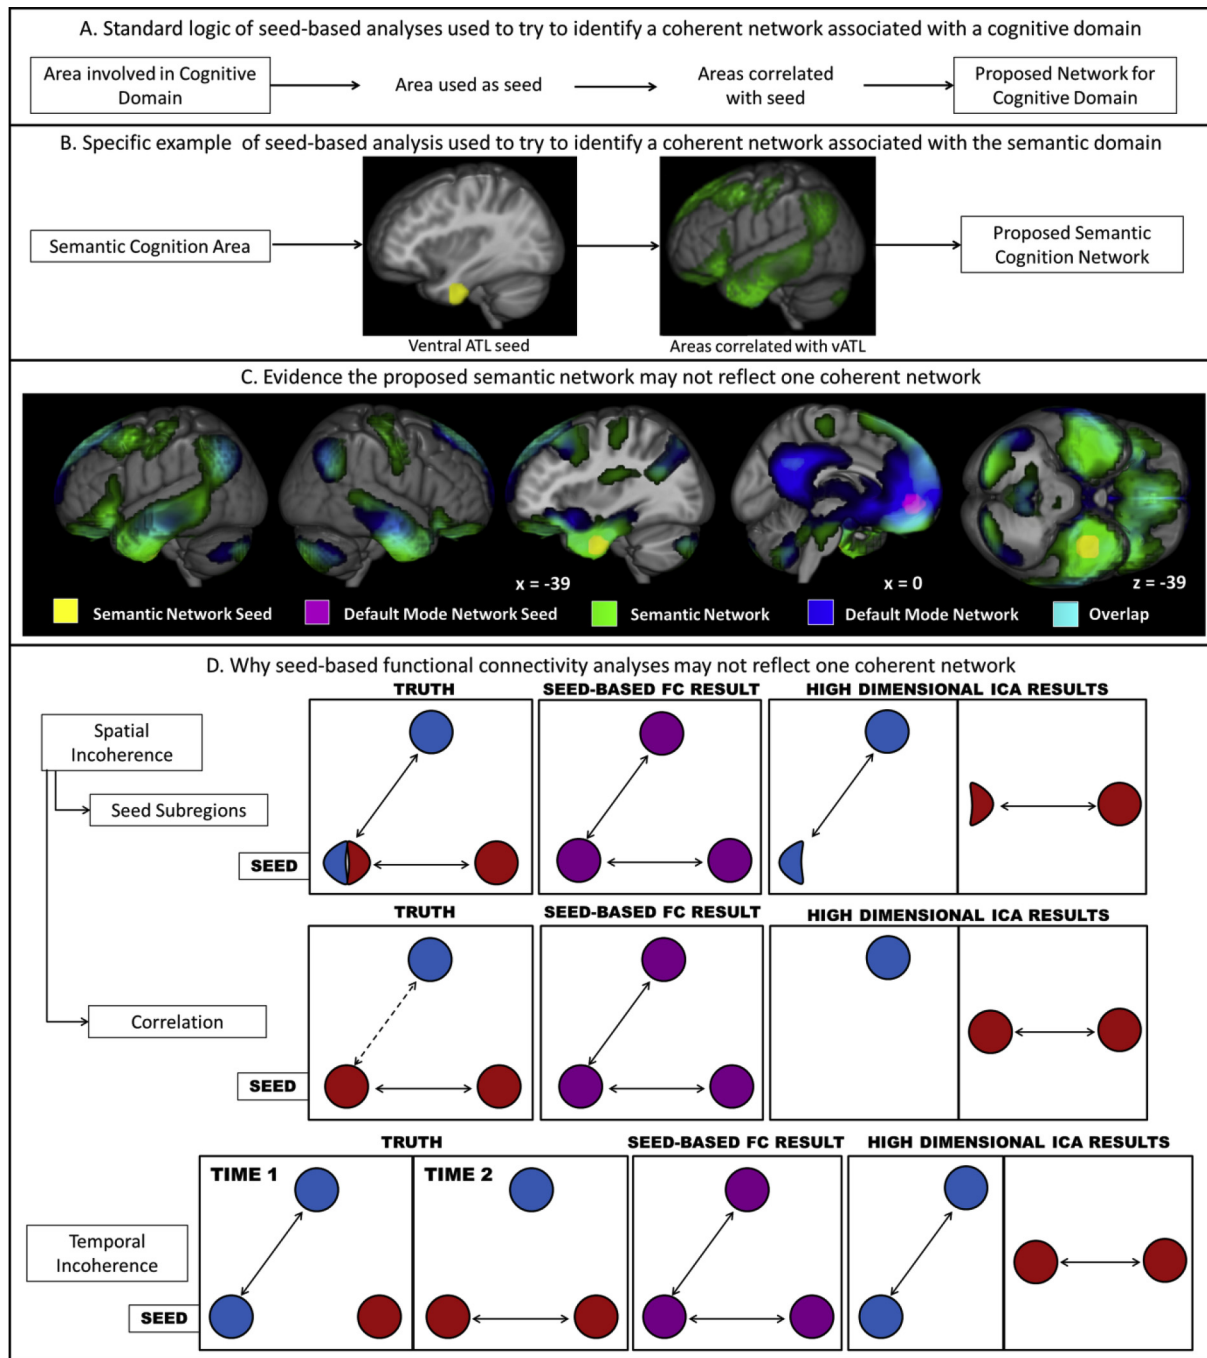 A. Standard logic of seed-based analyses used to try to identify a coherent network associated with a cognitive domain
Area involved in Cognitive
Domain
Area used as seed
Areas correlated
with seed
Proposed Network for
Cognitive Domain
B. Specific example of seed-based analysis used to try to identify a coherent network associated with the semantic domain
Semantic Cognition Area
Ventral ATL seed
Areas correlated with vATL
Proposed Semantic
Cognition Network
C. Evidence the proposed semantic network may not reflect one coherent network
x = -39
x = 0
z = -39
Semantic Network Seed
Default Mode Network Seed
Semantic Network
Default Mode Network
Overlap
D. Why seed-based functional connectivity analyses may not reflect one coherent network
TRUTH
SEED-BASED FC RESULT
HIGH DIMENSIONAL ICA RESULTS
Spatial
Incoherence
Seed Subregions
SEED
TRUTH
SEED-BASED FC RESULT
HIGH DIMENSIONAL ICA RESULTS
Correlation
SEED
TRUTH
SEED-BASED FC RESULT
HIGH DIMENSIONAL ICA RESULTS
TIME 1
TIME 2
Temporal
Incoherence
SEED